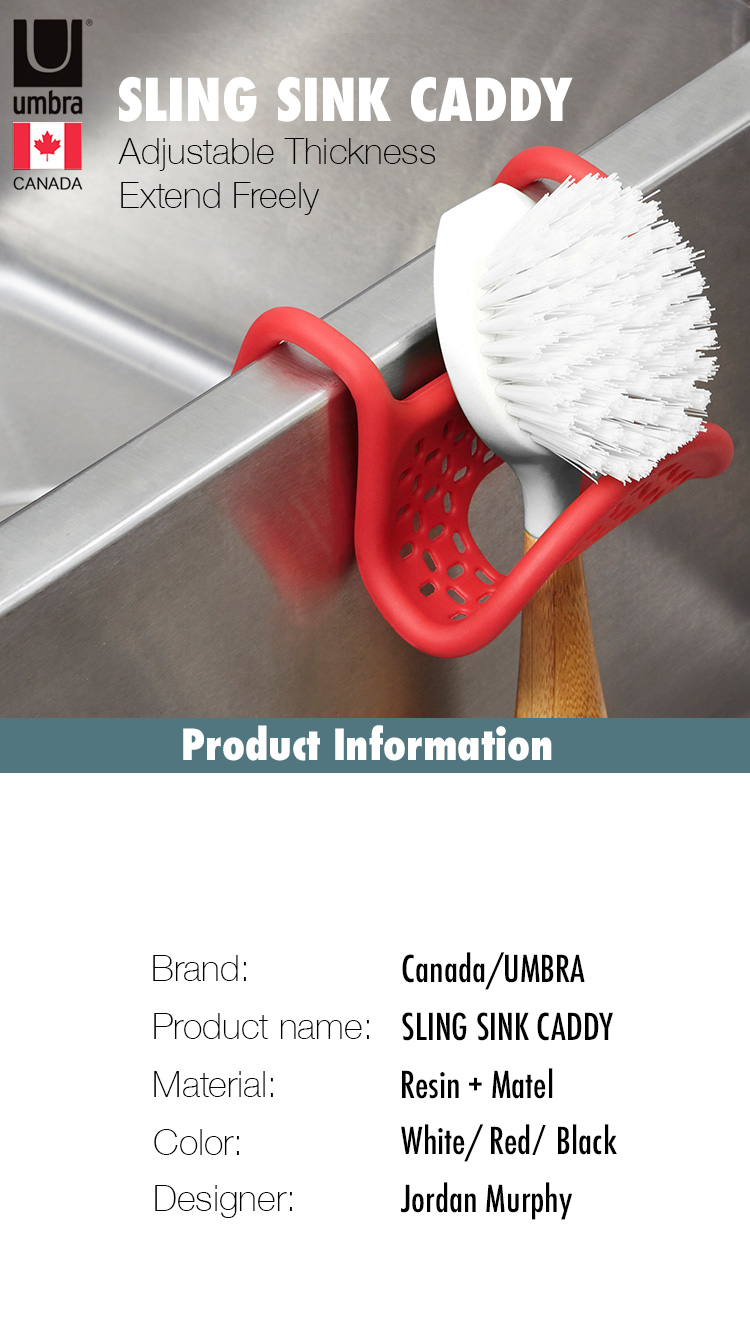 umbra®
CANADA
SLING SINK CADDY
Adjustable Thickness
Extend Freely
Product Information
Brand: Canada/UMBRA
Product name: SLING SINK CADDY
Material: Resin + Matel
Color: White/ Red/ Black
Designer: Jordan Murphy